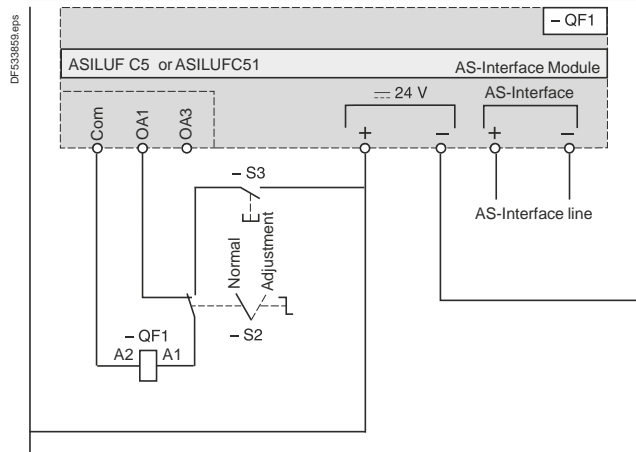 DF533859.eps
– QF1
ASILUF C5 or ASILUFC51
AS-Interface Module
24 V
AS-Interface
Com
OA1
OA3
+
–
+
–
– S3
AS-Interface line
Normal
Adjustment
– S2
– QF1
A2
A1